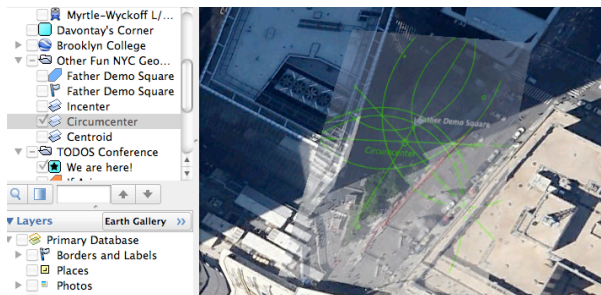 Myrtle-Wyckoff L/...
Davontay's Corner
Brooklyn College
Other Fun NYC Geo...
Father Demo Square
Father Demo Square
Incenter
Circumcenter
Centroid
TODOS Conference
We are here!
Layers
Earth Gallery >>
Primary Database
Borders and Labels
Places
Photos
Father Demo Square
Circumcenter